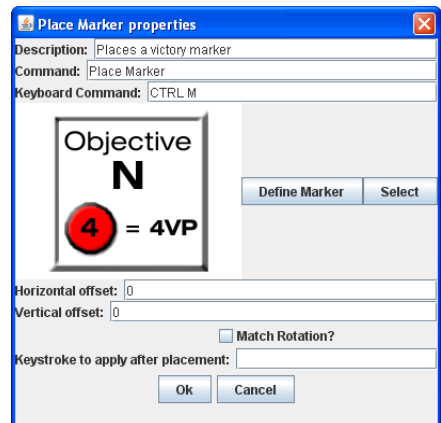 Place Marker properties
Description: Places a victory marker
Command: Place Marker
Keyboard Command: CTRL M
Objective
N
4 = 4VP
Define Marker Select
Horizontal offset: 0
Vertical offset: 0
Match Rotation?
Keystroke to apply after placement:
Ok Cancel